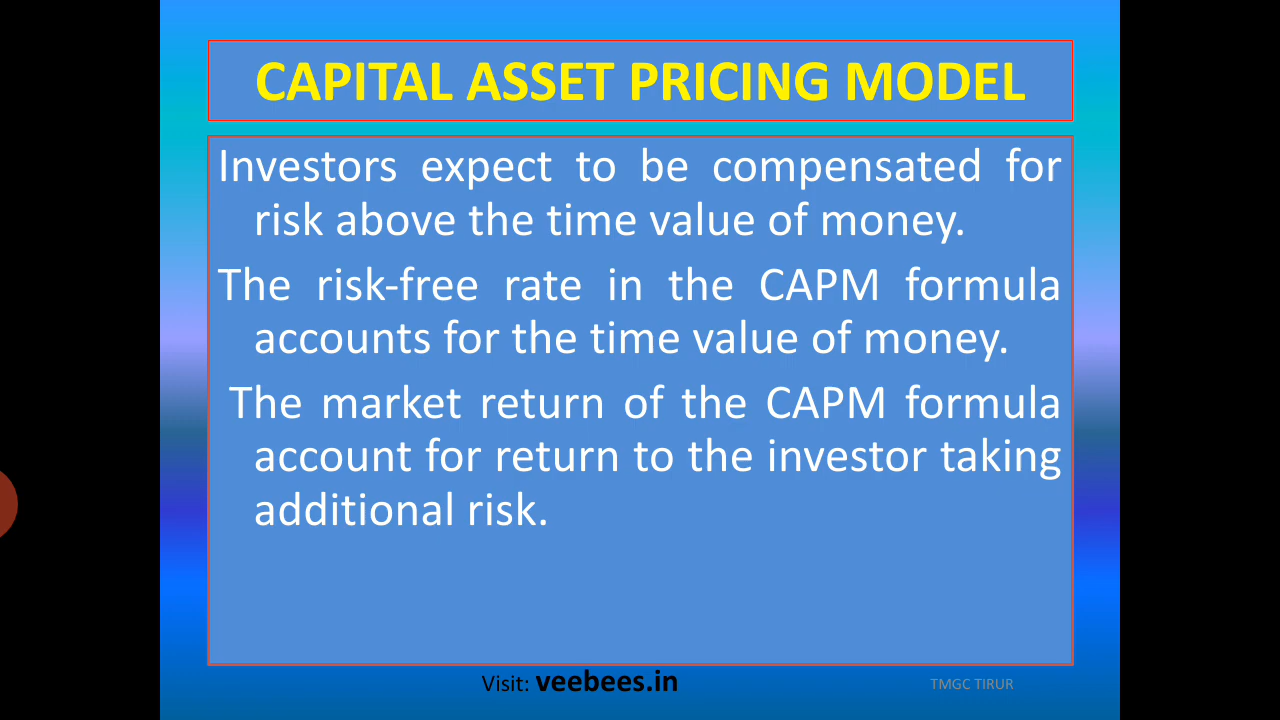 CAPITAL ASSET PRICING MODEL
Investors expect to be compensated for
risk above the time value of money.
The risk-free rate in the CAPM formula
accounts for the time value of money.
The market return of the CAPM formula
account for return to the investor taking
additional risk.
Visit: veebees.in
TMGC TIRUR